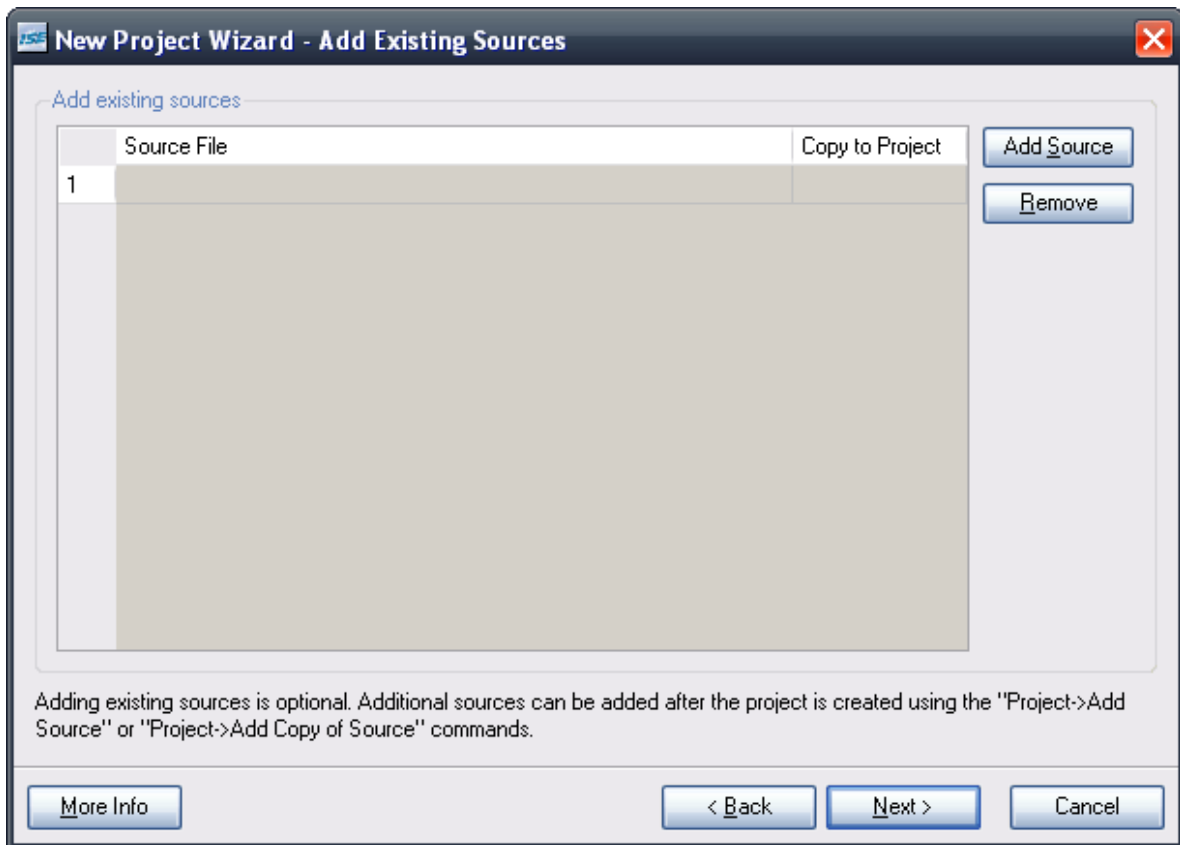 ISE New Project Wizard - Add Existing Sources
Add existing sources
Source File Copy to Project
Add Source
1
Remove
Adding existing sources is optional. Additional sources can be added after the project is created using the "Project->Add
Source" or "Project->Add Copy of Source" commands.
More Info < Back Next > Cancel